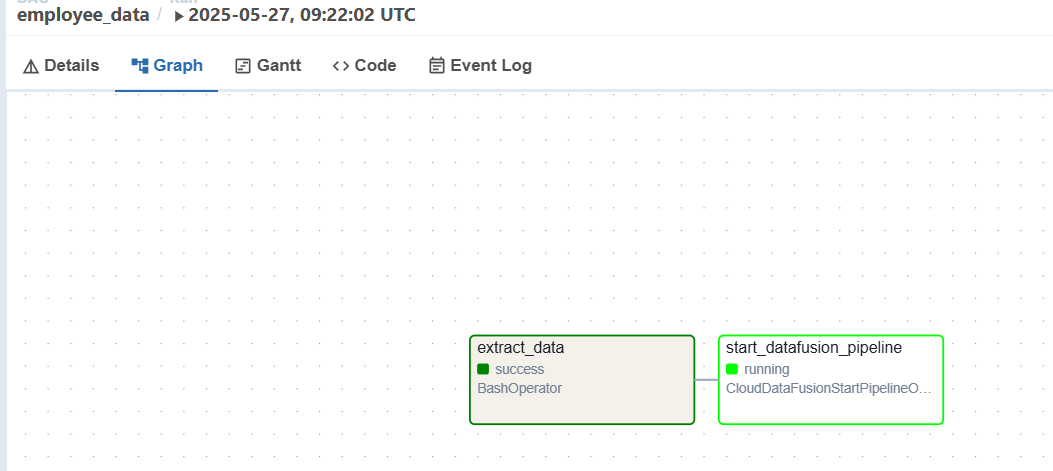 DAG Run
employee_data / 2025-05-27, 09:22:02 UTC
Details Graph Gantt Code Event Log
extract_data
success
BashOperator
start_datafusion_pipeline
running
CloudDataFusionStartPipelineO...